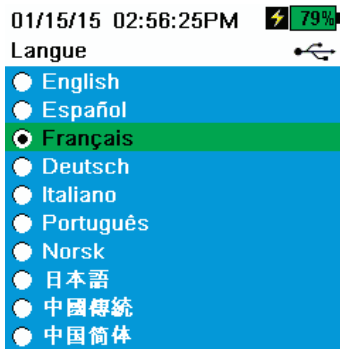 01/15/15 02:56:25PM 79%
Langue
English
Español
Français
Deutsch
Italiano
Português
Norsk
日本語
中國傳統
中国简体